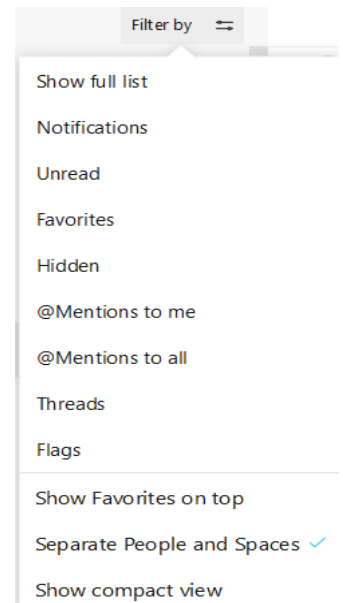 Filter by
Show full list
Notifications
Unread
Favorites
Hidden
@Mentions to me
@Mentions to all
Threads
Flags
Show Favorites on top
Separate People and Spaces
Show compact view